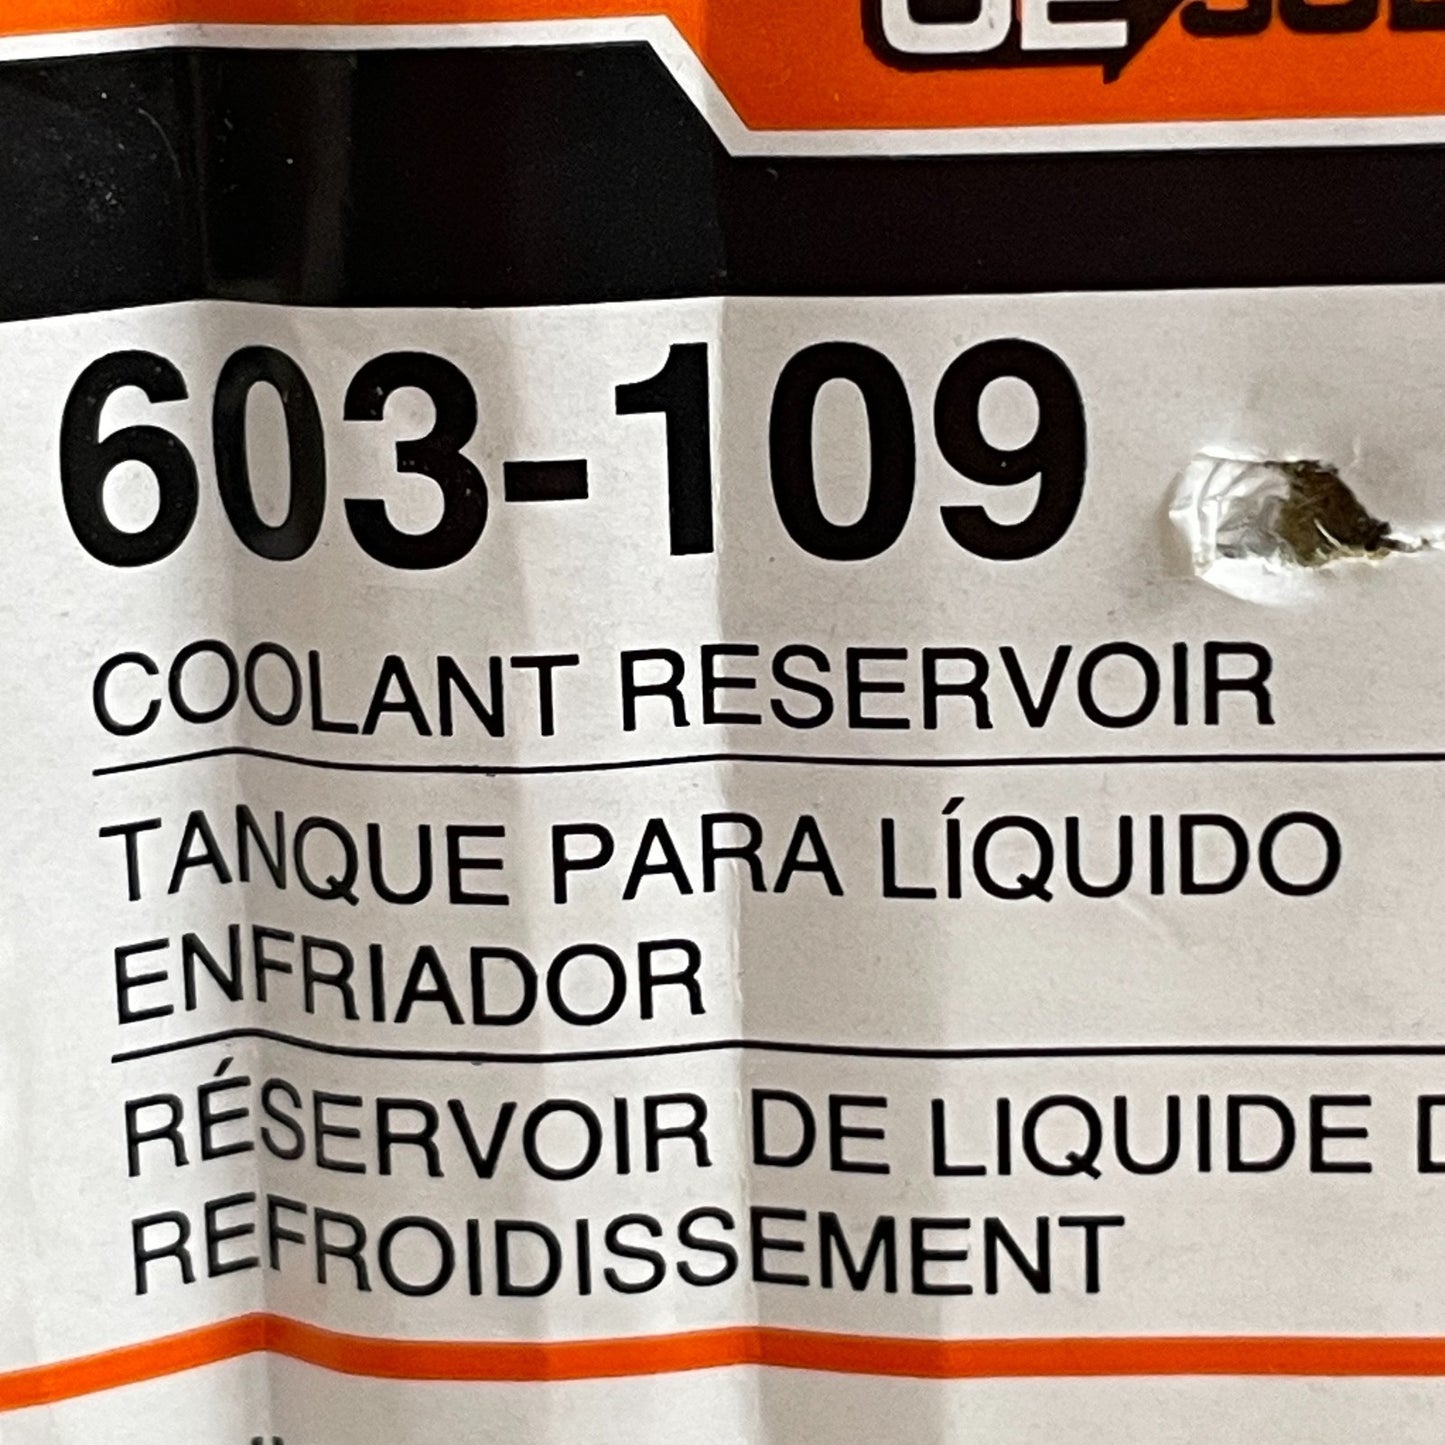 603-109
COOLANT RESERVOIR
TANQUE PARA LÍQUIDO
ENFRIADOR
RÉSERVOIR DE LIQUIDE
REFROIDISSEMENT